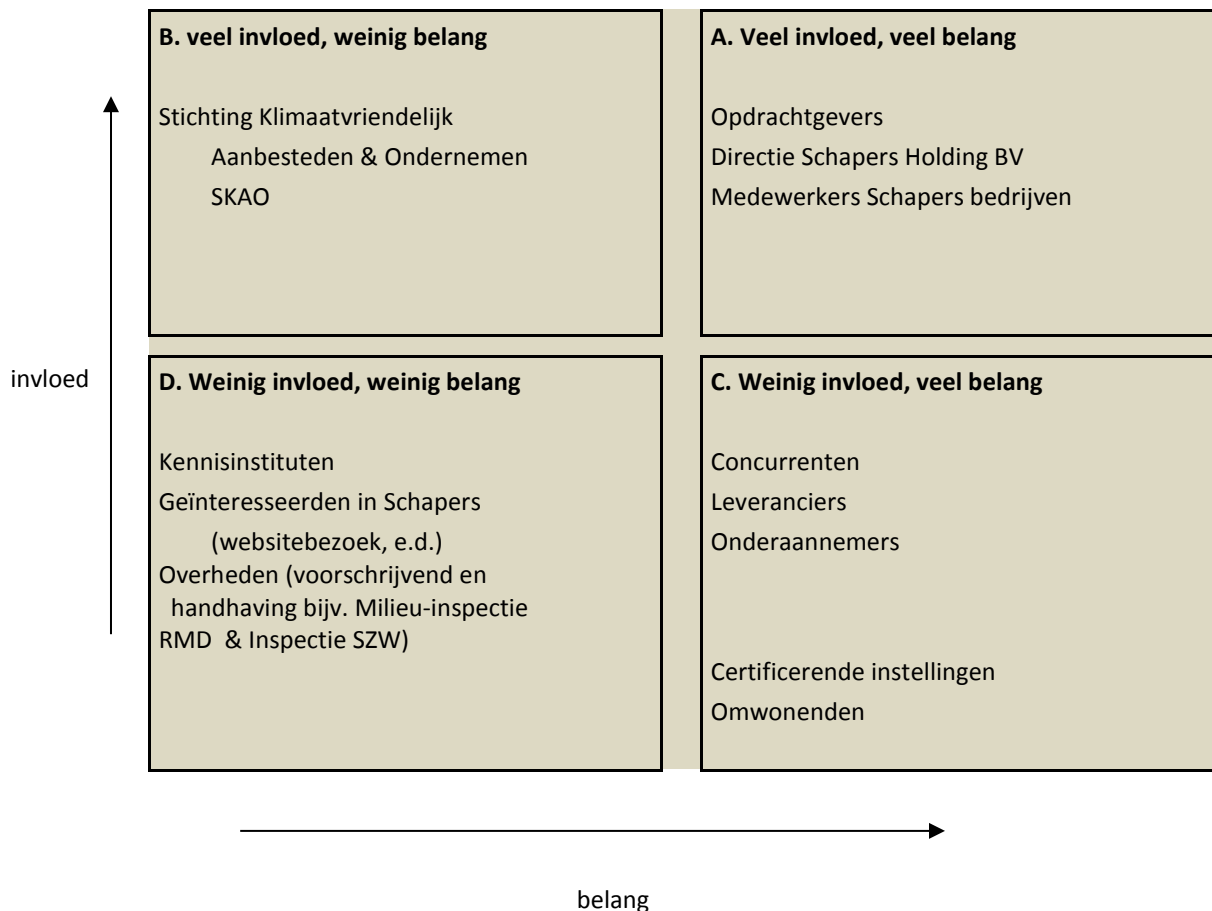 B. veel invloed, weinig belang
Stichting Klimaatvriendelijk
Aanbesteden & Ondernemen
SKAO
A. Veel invloed, veel belang
Opdrachtgevers
Directie Schapers Holding BV
Medewerkers Schapers bedrijven
invloed
D. Weinig invloed, weinig belang
Kennisinstituten
Geïnteresseerden in Schapers
(websitebezoek, e.d.)
Overheden (voorschrijvend en
handhaving bijv. Milieu-inspectie
RMD & Inspectie SZW)
C. Weinig invloed, veel belang
Concurrenten
Leveranciers
Onderaannemers
Certificerende instellingen
Omwonenden
belang